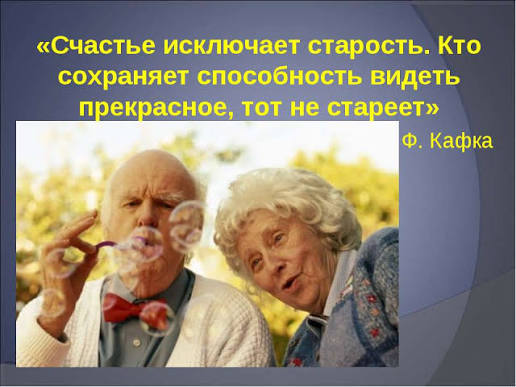 «Счастье исключает старость. Кто
сохраняет способность видеть
прекрасное, тот не стареет»
Ф. Кафка